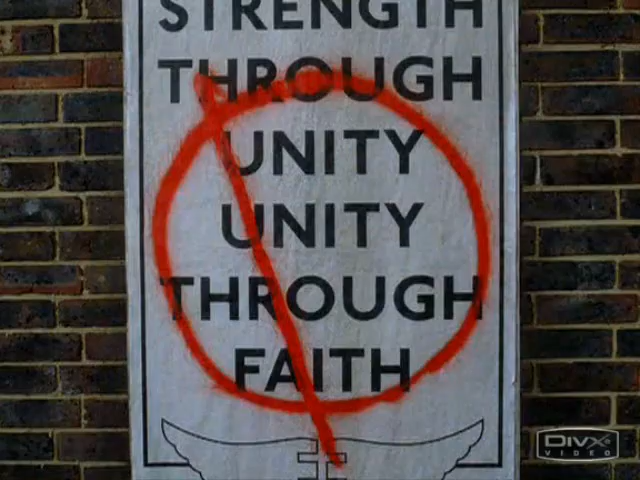 STRENGTH
THROUGH
UNITY
UNITY
THROUGH
FAITH
DIVX
VIDEO